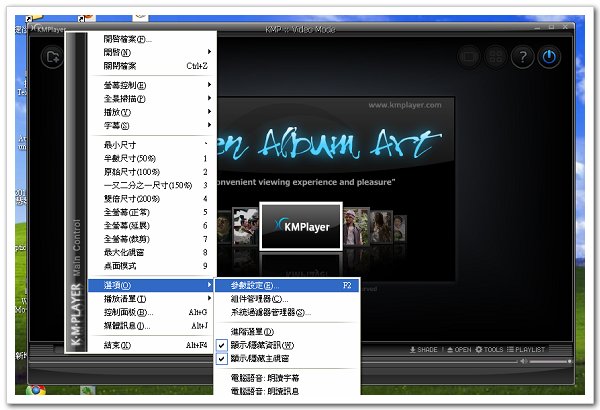 KMPlayer
KMP :: Video Mode
開啓檔案(F)...
開啓(N)
關閉檔案 Ctrl+Z
螢幕控制(E)
全景掃描(P)
播放(V)
字幕(S)
最小尺寸 `
半數尺寸(50%) 1
原始尺寸(100%) 2
一又二分之一尺寸(150%) 3
雙倍尺寸(200%) 4
全螢幕(正常) 5
全螢幕(延展) 6
全螢幕(裁剪) 7
最大化視窗 8
桌面模式 9
選項(O)
播放清單(T)
控制面板(B)... Alt+G
媒體資訊(I)... Alt+J
結束(X) Alt+F4
K·M·PLAYER Main Control
參數設定(E)... F2
組件管理器(C)...
系統過濾器管理器(S)...
進階選單(D)
顯示/隱藏資訊(W)
顯示/隱藏主視窗
電腦語音: 朗讀字幕
電腦語音: 朗讀訊息
www.kmplayer.com
en Album Art
onvenient viewing experience and pleasure"
KMPlayer
erved
SHADE ! OPEN TOOLS PLAYLIST